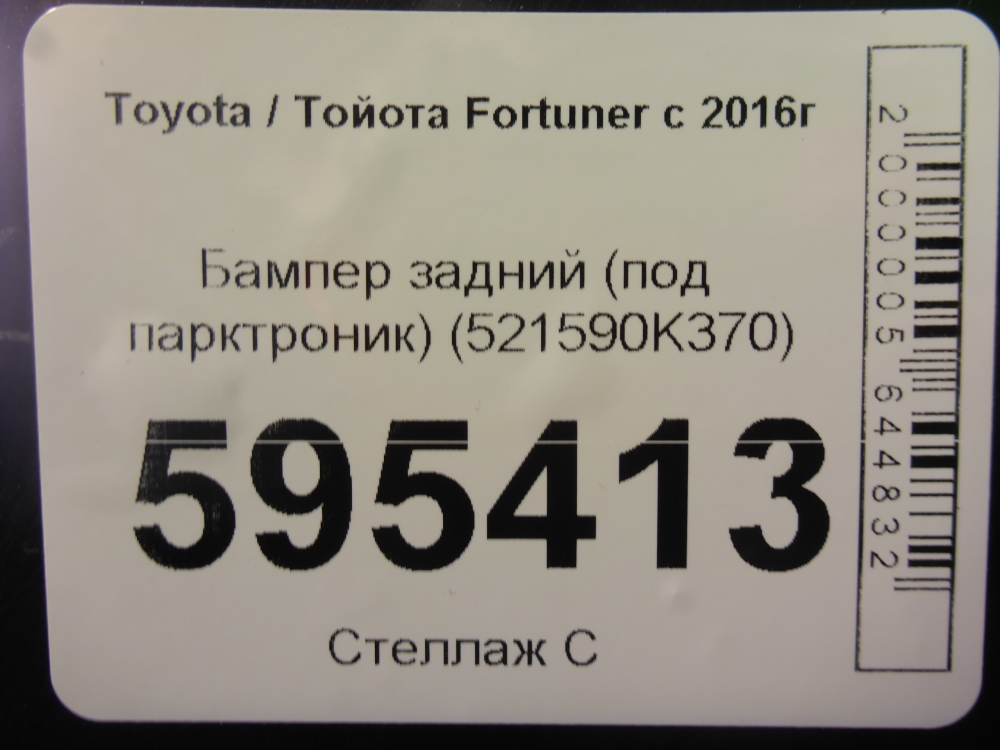 Toyota / Тойота Fortuner с 2016г
Бампер задний (под
парктроник) (521590K370)
595413
Стеллаж С
2000005644832